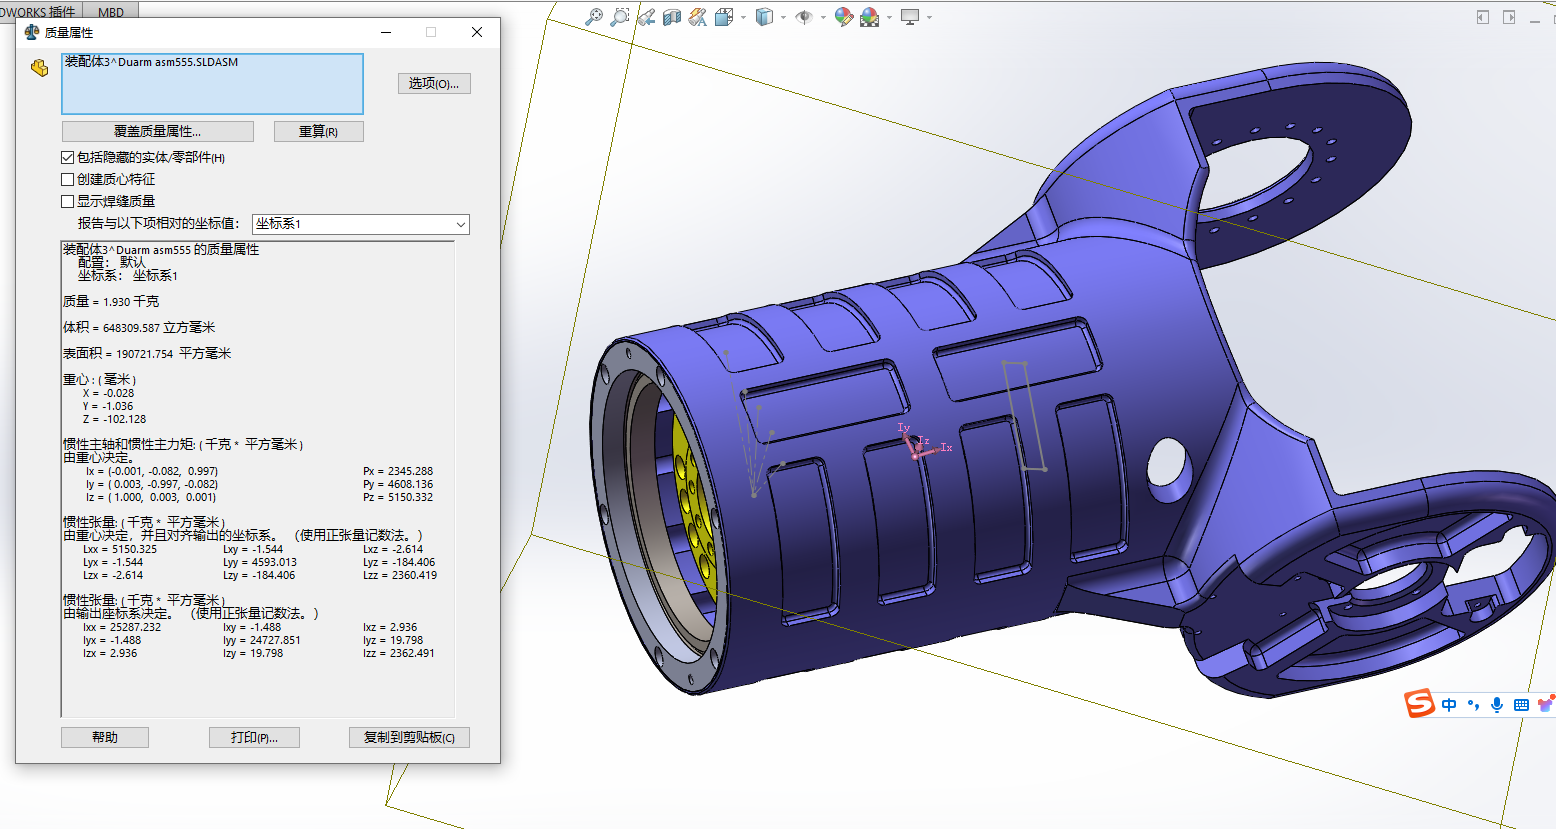 DWORKS 插件 MBD
质量属性
装配体3^Duarm asm555.SLDASM
选项(O)...
覆盖质量属性... 重算(R)
包括隐藏的实体/零部件(H)
创建质心特征
显示焊缝质量
报告与以下项相对的坐标值： 坐标系1
装配体3^Duarm asm555 的质量属性
配置： 默认
坐标系： 坐标系1
质量 = 1.930 千克
体积 = 648309.587 立方毫米
表面积 = 190721.754 平方毫米
重心 : ( 毫米 )
X = -0.028
Y = -1.036
Z = -102.128
惯性主轴和惯性主力矩: ( 千克 * 平方毫米 )
由重心决定。
Ix = (-0.001, -0.082, 0.997) Px = 2345.288
Iy = ( 0.003, -0.997, -0.082) Py = 4608.136
Iz = ( 1.000, 0.003, 0.001) Pz = 5150.332
惯性张量: ( 千克 * 平方毫米 )
由重心决定，并且对齐输出的坐标系。 （使用正张量记数法。）
Lxx = 5150.325 Lxy = -1.544 Lxz = -2.614
Lyx = -1.544 Lyy = 4593.013 Lyz = -184.406
Lzx = -2.614 Lzy = -184.406 Lzz = 2360.419
惯性张量: ( 千克 * 平方毫米 )
由输出座标系决定。 （使用正张量记数法。）
Ixx = 25287.232 Ixy = -1.488 Ixz = 2.936
Iyx = -1.488 Iyy = 24727.851 Iyz = 19.798
Izx = 2.936 Izy = 19.798 Izz = 2362.491
帮助 打印(P)... 复制到剪贴板(C)
Iy
Iz
Ix
S 中